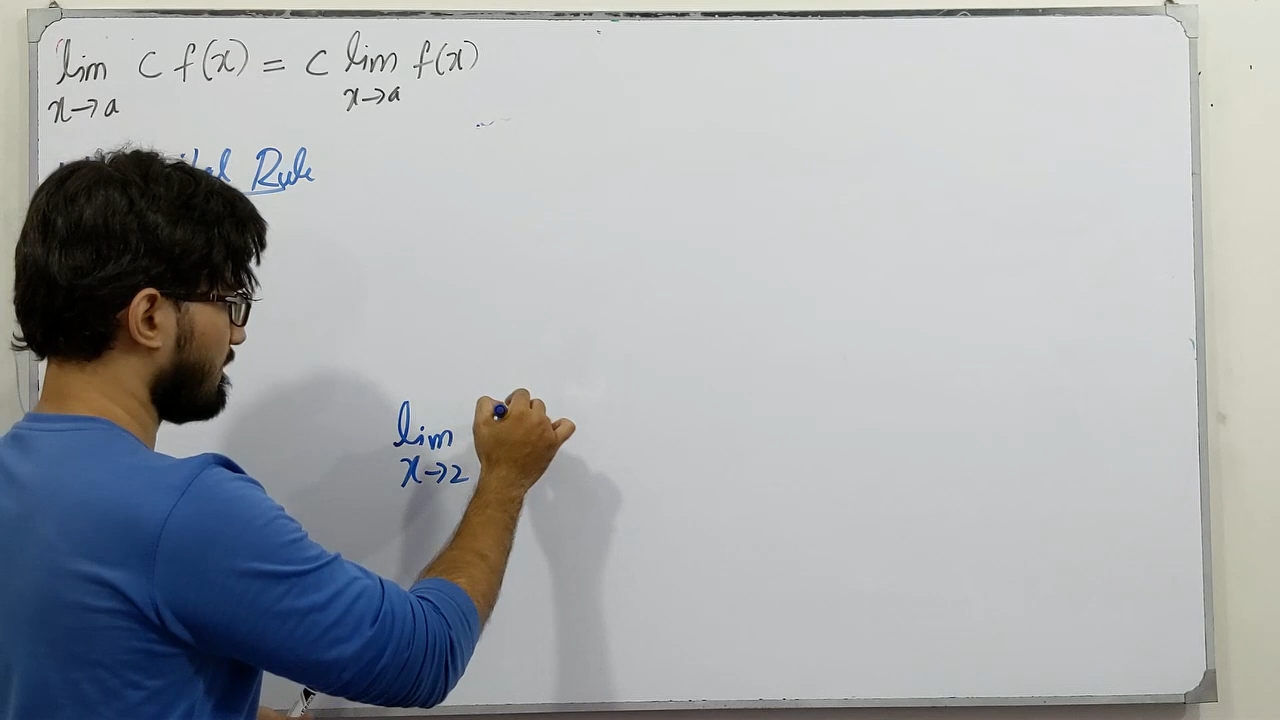 lim C f(x) = C lim f(x)
x→a x→a
Rule
lim
x→2